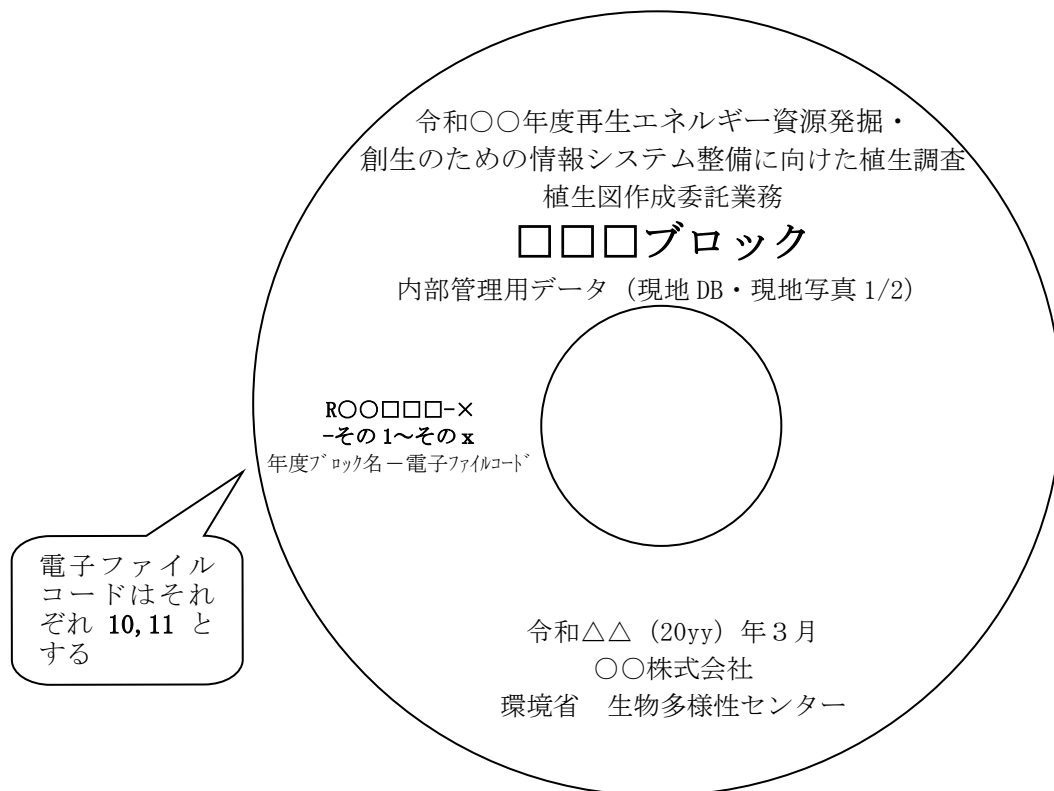 令和○○年度再生エネルギー資源発掘・
創生のための情報システム整備に向けた植生調査
植生図作成委託業務
□□□ブロック
内部管理用データ（現地 DB・現地写真 1/2）
R○○□□□-×
-その 1～その x
年度ﾌﾞﾛｯｸ名－電子ﾌｧｲﾙｺｰﾄﾞ
電子ファイル
コードはそれ
ぞれ 10,11 と
する
令和△△（20yy）年３月
○○株式会社
環境省　生物多様性センター